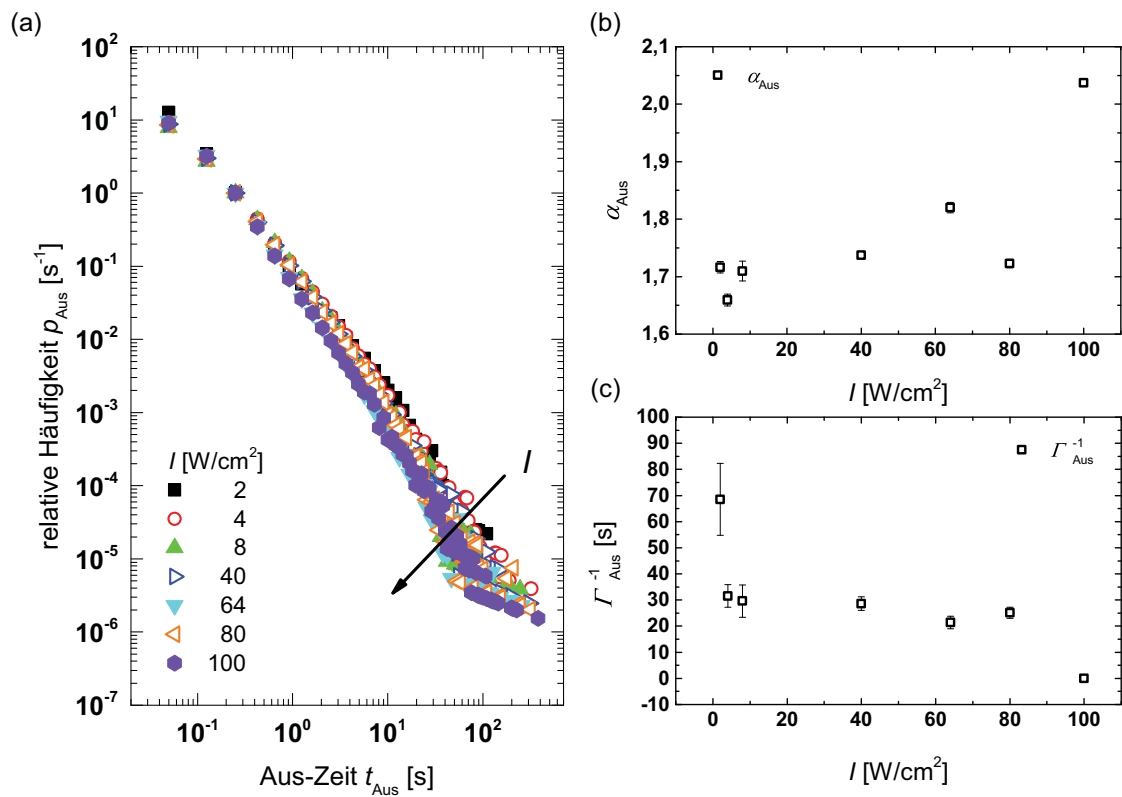 (a)
10²
10¹
10⁰
10⁻¹
10⁻²
10⁻³
10⁻⁴
10⁻⁵
10⁻⁶
10⁻⁷
relative Häufigkeit p_Aus [s⁻¹]
I [W/cm²]
2
4
8
40
64
80
100
I
10⁻¹ 10⁰ 10¹ 10²
Aus-Zeit t_Aus [s]
(b)
2,1
2,0
1,9
1,8
1,7
1,6
α_Aus
α_Aus
0 20 40 60 80 100
I [W/cm²]
(c)
100
90
80
70
60
50
40
30
20
10
0
-10
Γ⁻¹_Aus [s]
Γ⁻¹_Aus
0 20 40 60 80 100
I [W/cm²]